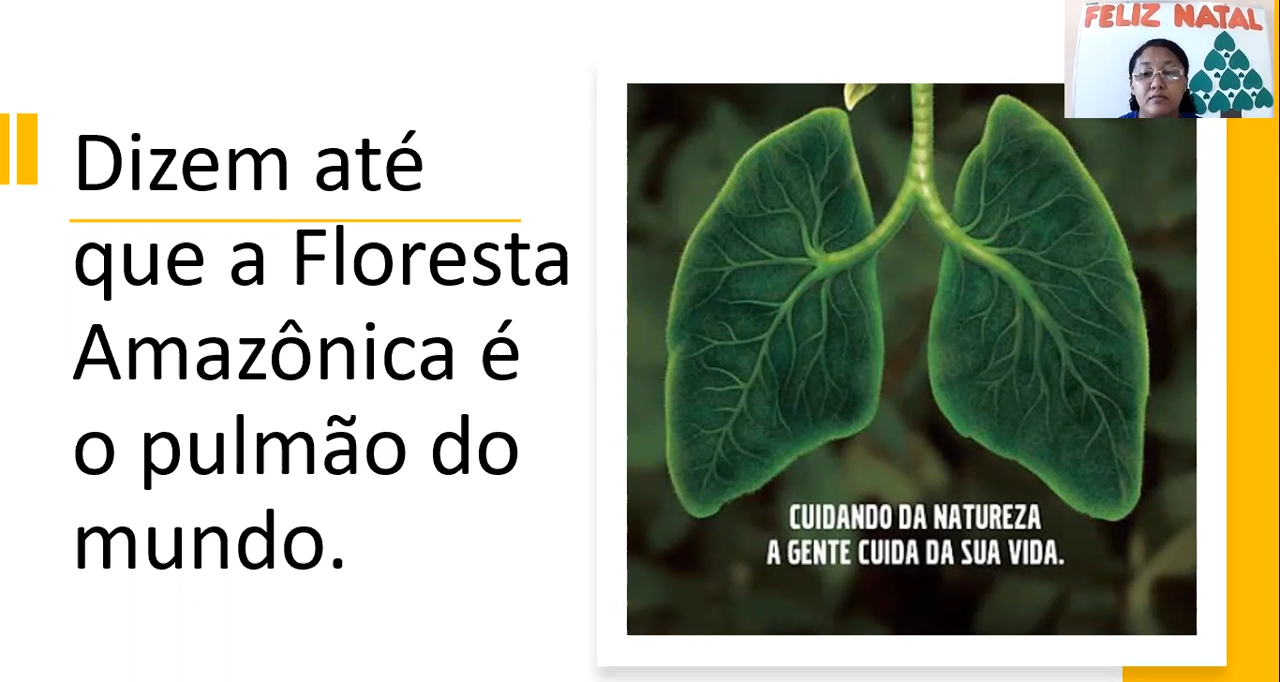 Dizem até
que a Floresta
Amazônica é
o pulmão do
mundo.
FELIZ NATAL
CUIDANDO DA NATUREZA
A GENTE CUIDA DA SUA VIDA.